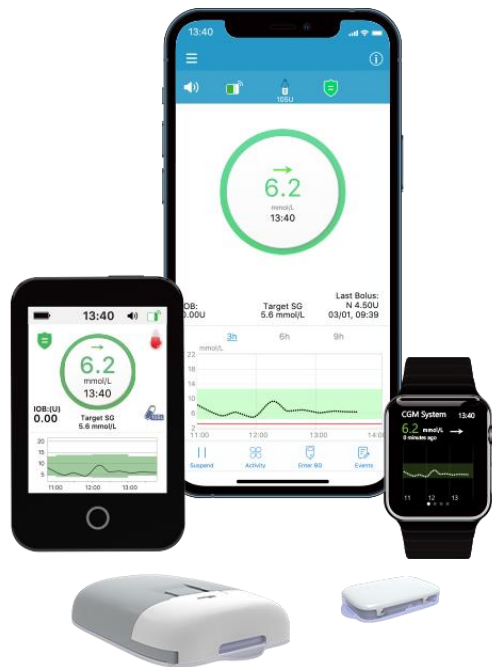 13:40
105U
6.2
mmol/L
13:40
IOB:
0.00U
Target SG
5.6 mmol/L
Last Bolus:
N 4.50U
03/01, 09:39
3h 6h 9h
mmol/L
22
18
14
10
6
2
11:00 12:00 13:00 14:00
Suspend Activity Enter BG Events
13:40
6.2
mmol/L
13:40
IOB:(U)
0.00
Target SG
5.6 mmol/L
20
15
10
5
11:00 12:00 13:00
CGM System 13:40
6.2 mmol/L
0 minutes ago
11 12 13